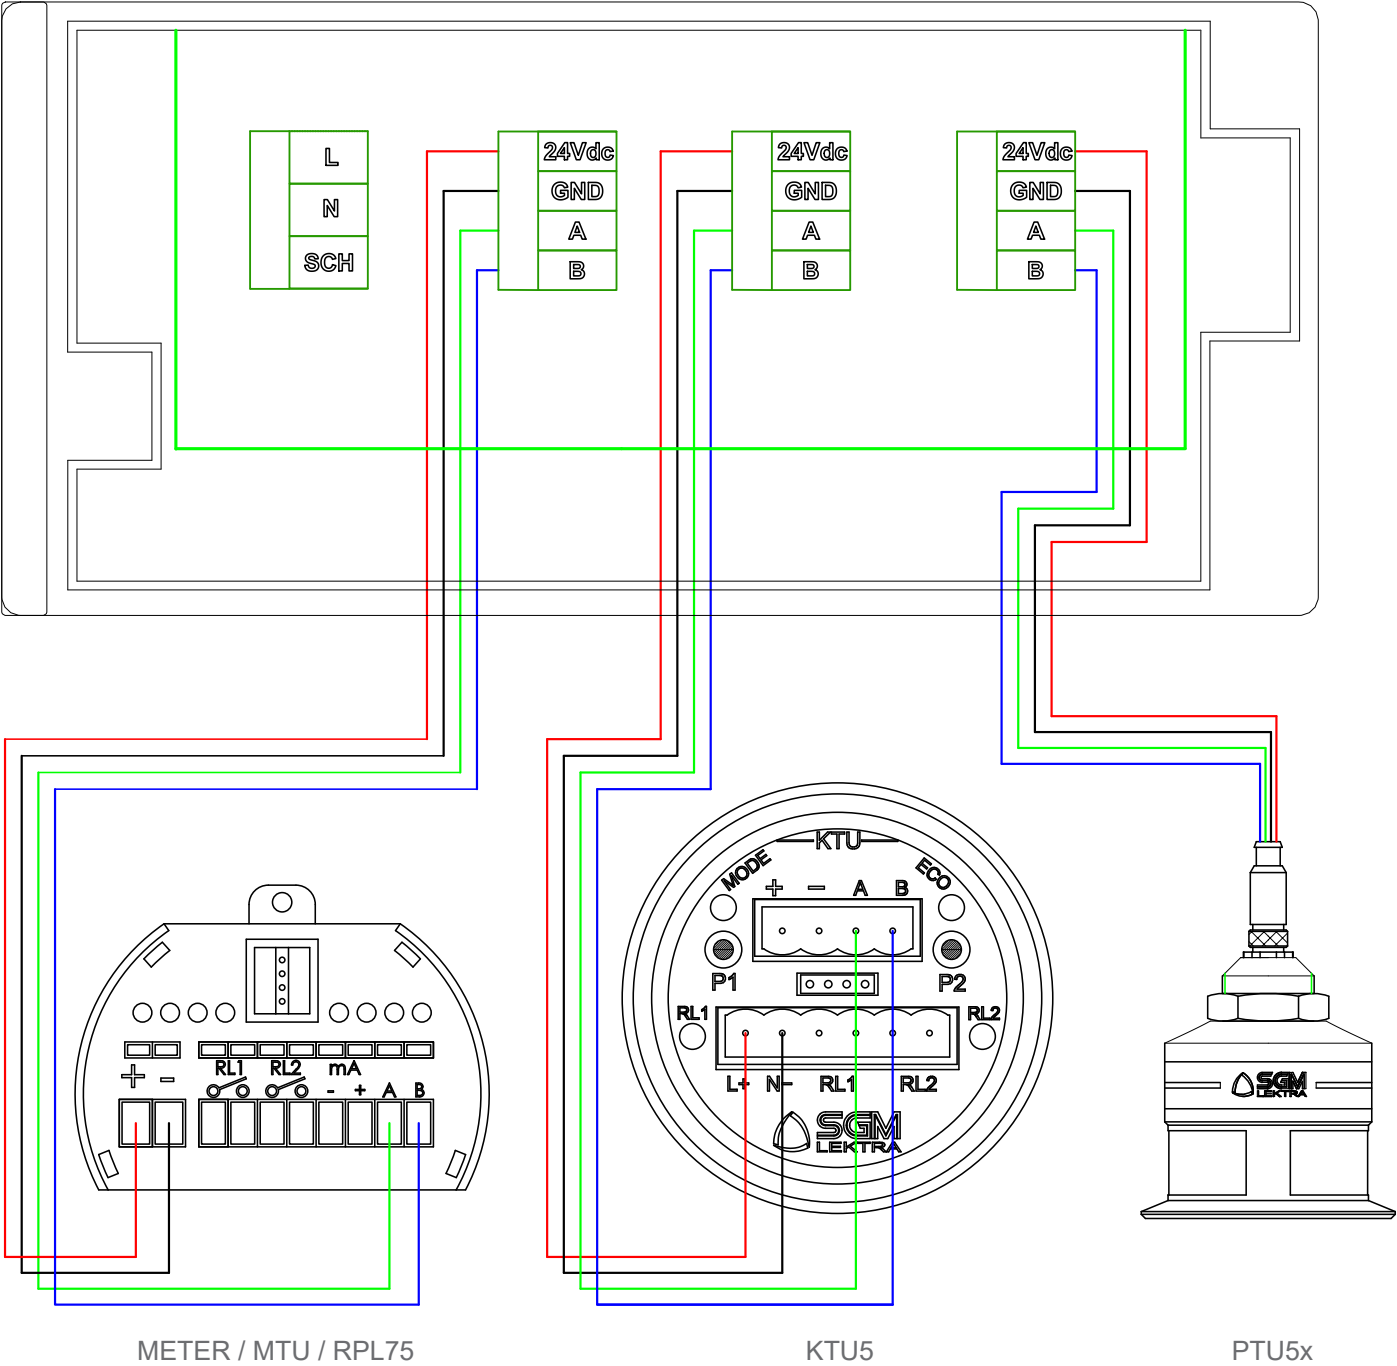 L
N
SCH
24Vdc
GND
A
B
24Vdc
GND
A
B
24Vdc
GND
A
B
RL1 RL2 mA
+ - - + A B
KTU
MODE ECO
+ - A B
P1 P2
RL1 RL2
L+ N- RL1 RL2
SGM
LEKTRA
SGM
LEKTRA
METER / MTU / RPL75 KTU5 PTU5x